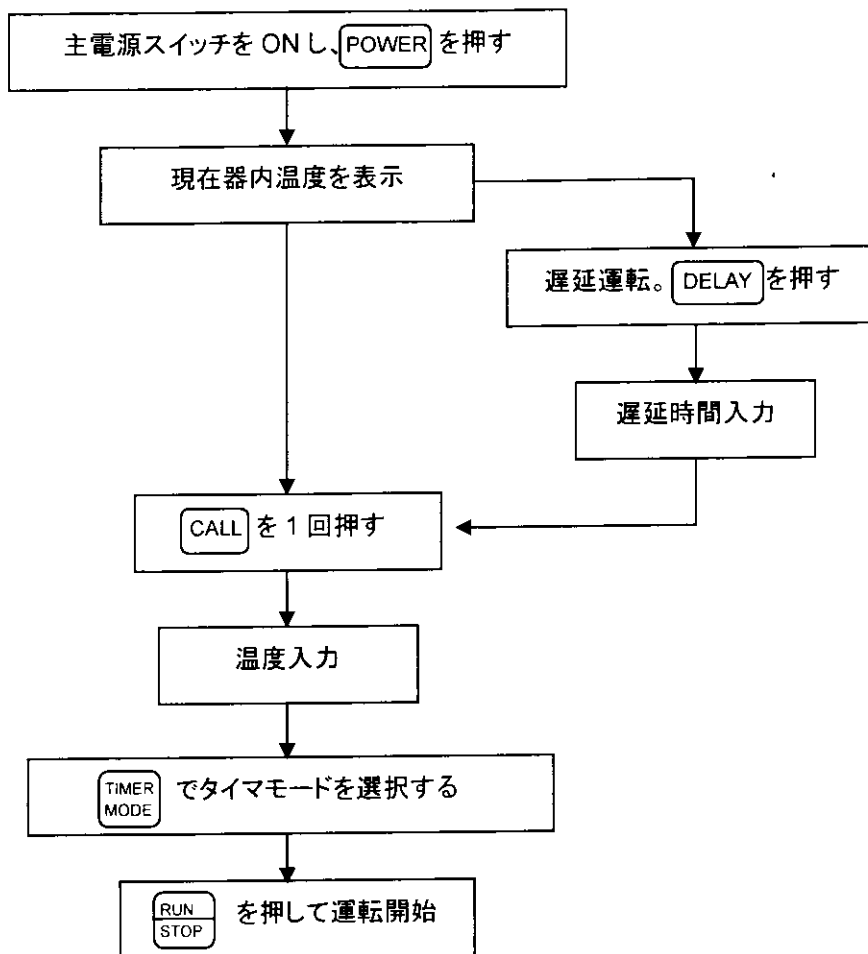 主電源スイッチを ON し、POWER を押す
現在器内温度を表示
遅延運転。 DELAY を押す
遅延時間入力
CALL を 1 回押す
温度入力
TIMER
MODE でタイマモードを選択する
RUN
STOP を押して運転開始